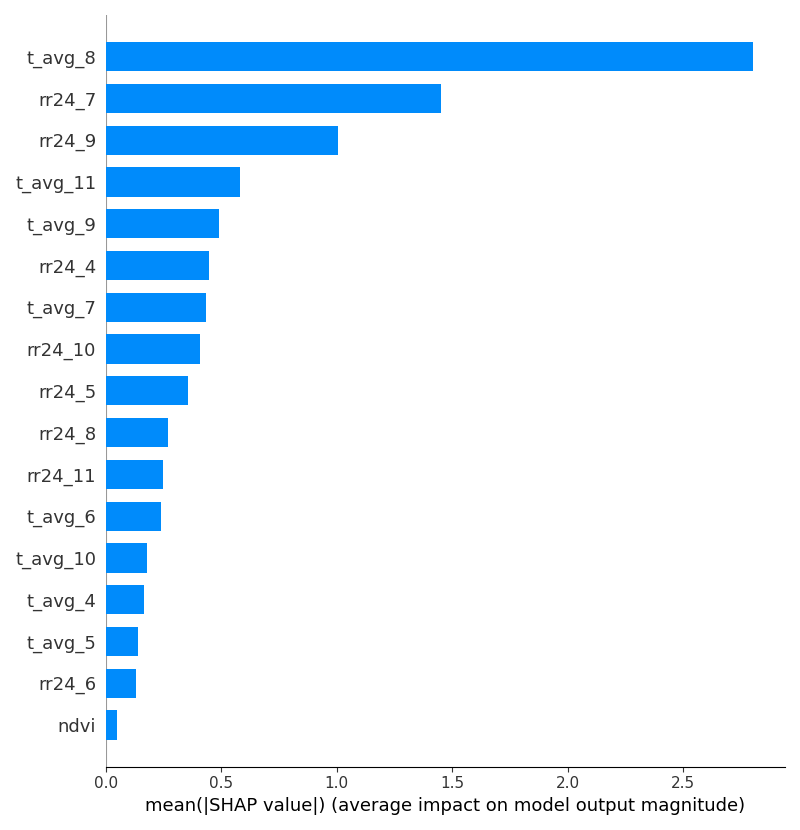 t_avg_8
rr24_7
rr24_9
t_avg_11
t_avg_9
rr24_4
t_avg_7
rr24_10
rr24_5
rr24_8
rr24_11
t_avg_6
t_avg_10
t_avg_4
t_avg_5
rr24_6
ndvi
0.0 0.5 1.0 1.5 2.0 2.5
mean(|SHAP value|) (average impact on model output magnitude)